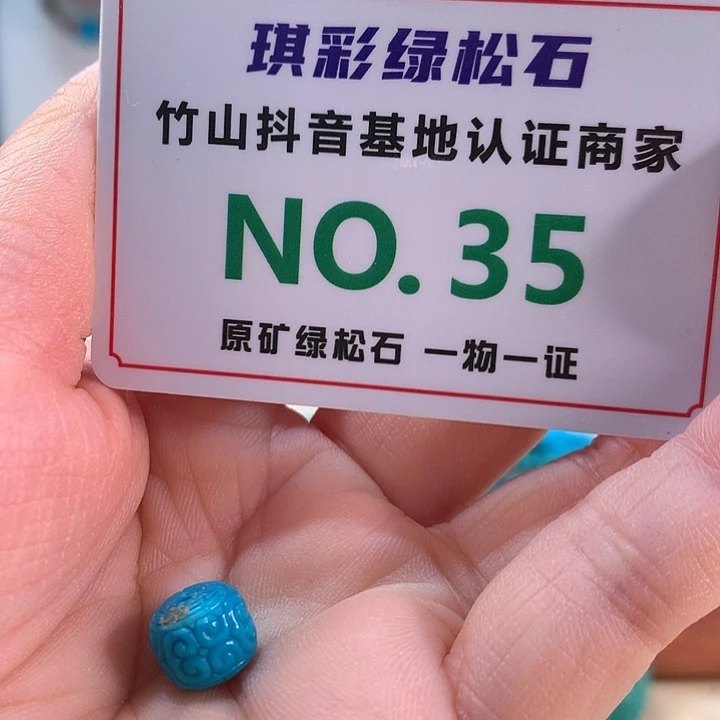 琪彩绿松石
竹山抖音基地认证商家
NO.35
原矿绿松石 一物一证